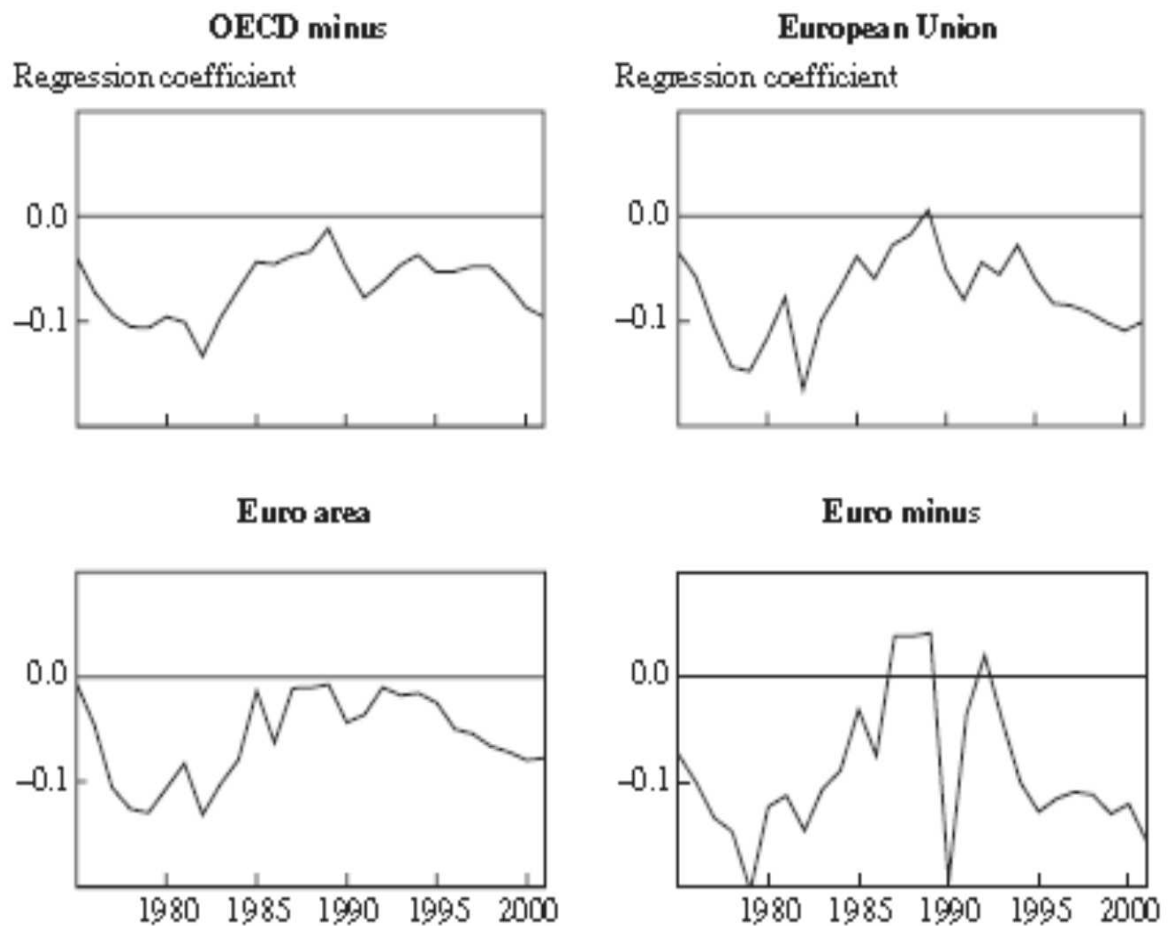 OECD minus
Regression coefficient
0.0
–0.1
European Union
Regression coefficient
0.0
–0.1
Euro area
0.0
–0.1
1980 1985 1990 1995 2000
Euro minus
0.0
–0.1
1980 1985 1990 1995 2000